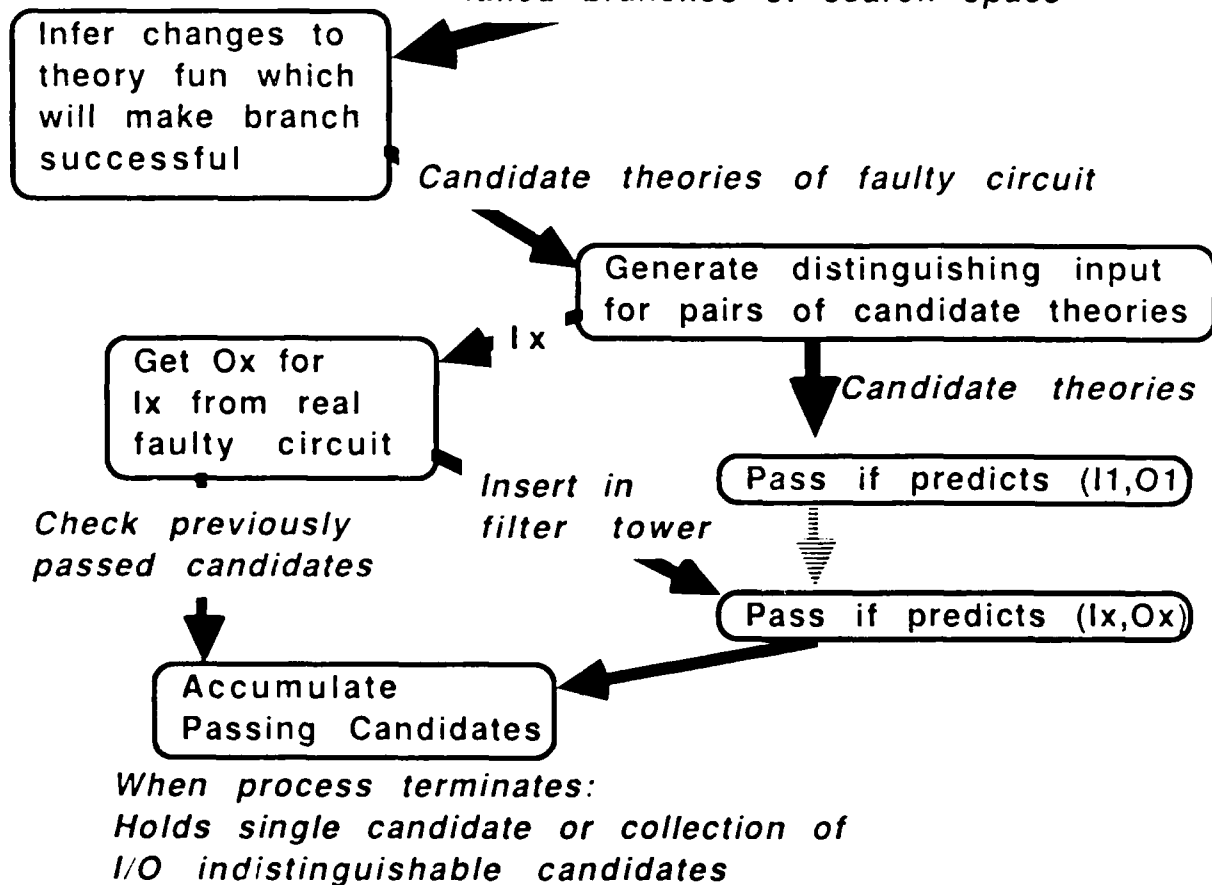 Infer changes to
theory fun which
will make branch
successful
Candidate theories of faulty circuit
Generate distinguishing input
for pairs of candidate theories
Ix
Get Ox for
Ix from real
faulty circuit
Candidate theories
Pass if predicts (I1,O1
Insert in
filter tower
Check previously
passed candidates
Pass if predicts (Ix,Ox)
Accumulate
Passing Candidates
When process terminates:
Holds single candidate or collection of
I/O indistinguishable candidates